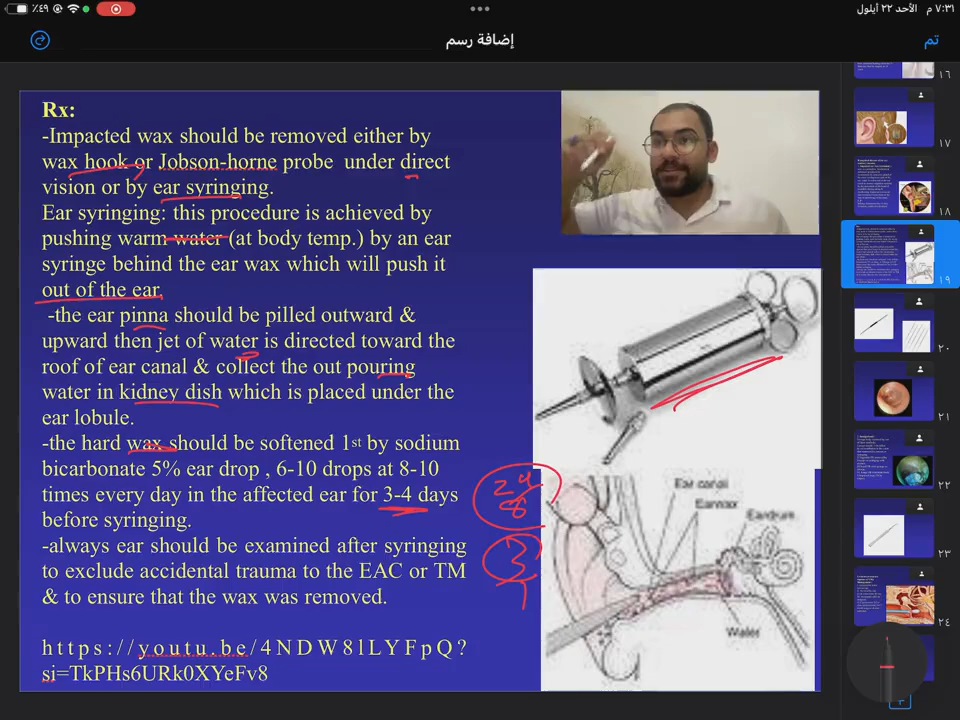 ٪٤٩
٧:٣١ م الأحد ٢٢ أيلول
إضافة رسم
تم
Rx:
-Impacted wax should be removed either by
wax hook or Jobson-horne probe under direct
vision or by ear syringing.
Ear syringing: this procedure is achieved by
pushing warm water (at body temp.) by an ear
syringe behind the ear wax which will push it
out of the ear.
-the ear pinna should be pilled outward &
upward then jet of water is directed toward the
roof of ear canal & collect the out pouring
water in kidney dish which is placed under the
ear lobule.
-the hard wax should be softened 1st by sodium
bicarbonate 5% ear drop , 6-10 drops at 8-10
times every day in the affected ear for 3-4 days
before syringing.
-always ear should be examined after syringing
to exclude accidental trauma to the EAC or TM
& to ensure that the wax was removed.
https://youtu.be/4NDW8lLYFpQ?
si=TkPHs6URk0XYeFv8
24
8
3
1
Ear canal
Earwax
Eardrum
Water
١٦
١٧
١٨
١٩
٢٠
٢١
٢٢
٢٣
٢٤